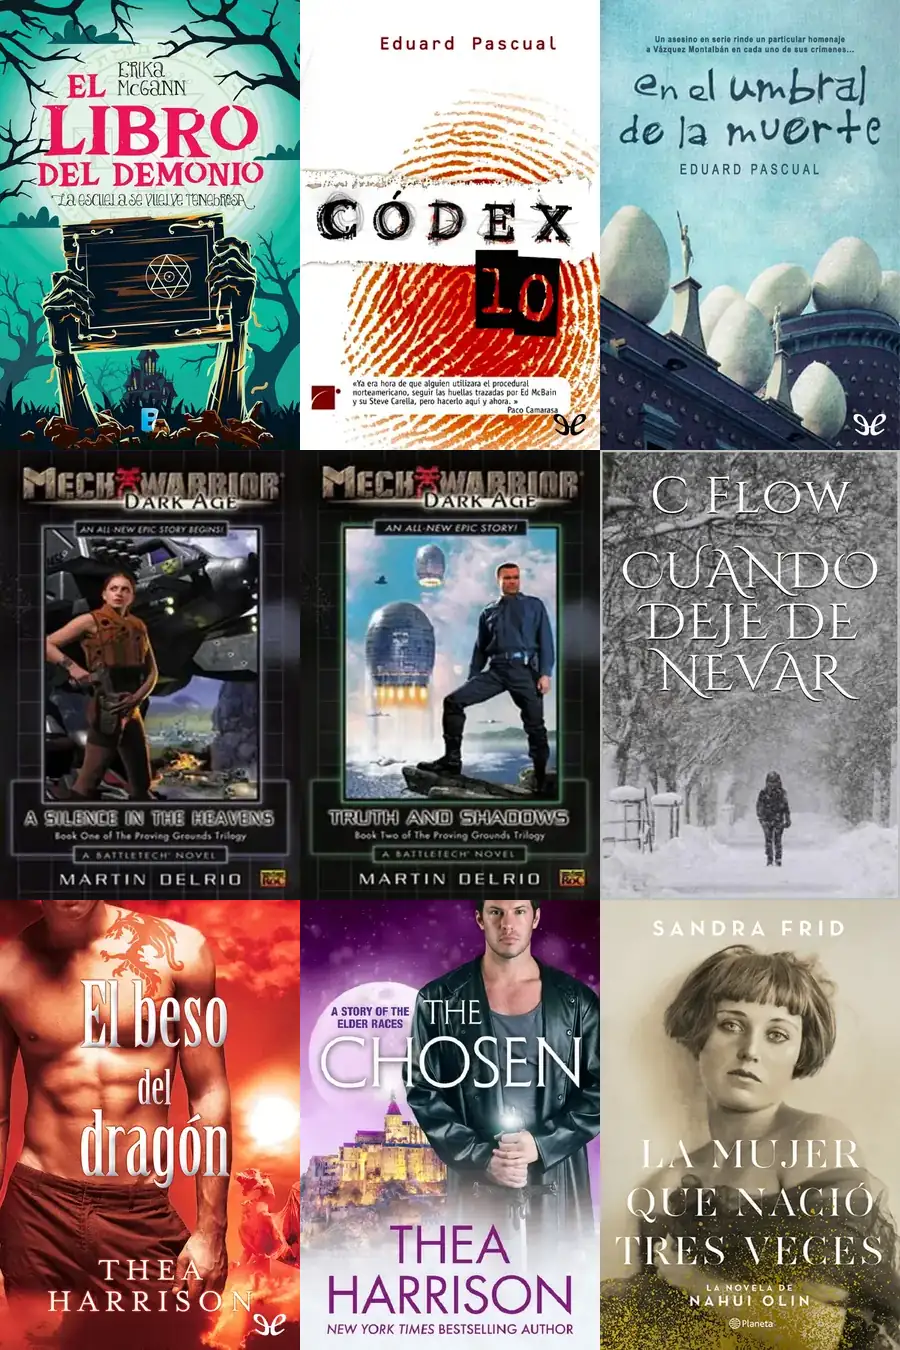 ERIKA
McGANN
EL
LIBRO
DEL DEMONIO
LA ESCUELA SE VUELVE TENEBROSA
B
Eduard Pascual
CÓDEX
10
«Ya era hora de que alguien utilizara el procedural
norteamericano, seguir las huellas trazadas por Ed McBain
y su Steve Carella, pero hacerlo aquí y ahora. »
Paco Camarasa
Un asesino en serie rinde un particular homenaje
a Vázquez Montalbán en cada uno de sus crímenes...
en el umbral
de la muerte
EDUARD PASCUAL
MECHWARRIOR
DARK AGE
AN ALL-NEW EPIC STORY BEGINS!
A SILENCE IN THE HEAVENS
Book One of The Proving Grounds Trilogy
A BATTLETECH NOVEL
MARTIN DELRIO
ROC
MECHWARRIOR
DARK AGE
AN ALL-NEW EPIC STORY!
TRUTH AND SHADOWS
Book Two of The Proving Grounds Trilogy
A BATTLETECH NOVEL
MARTIN DELRIO
ROC
C FLOW
CUANDO
DEJE DE
NEVAR
El beso
del
dragón
THEA
HARRISON
A STORY OF THE
ELDER RACES
THE
CHOSEN
THEA
HARRISON
NEW YORK TIMES BESTSELLING AUTHOR
SANDRA FRID
LA MUJER
QUE NACIÓ
TRES VECES
LA NOVELA DE
NAHUI OLIN
Planeta